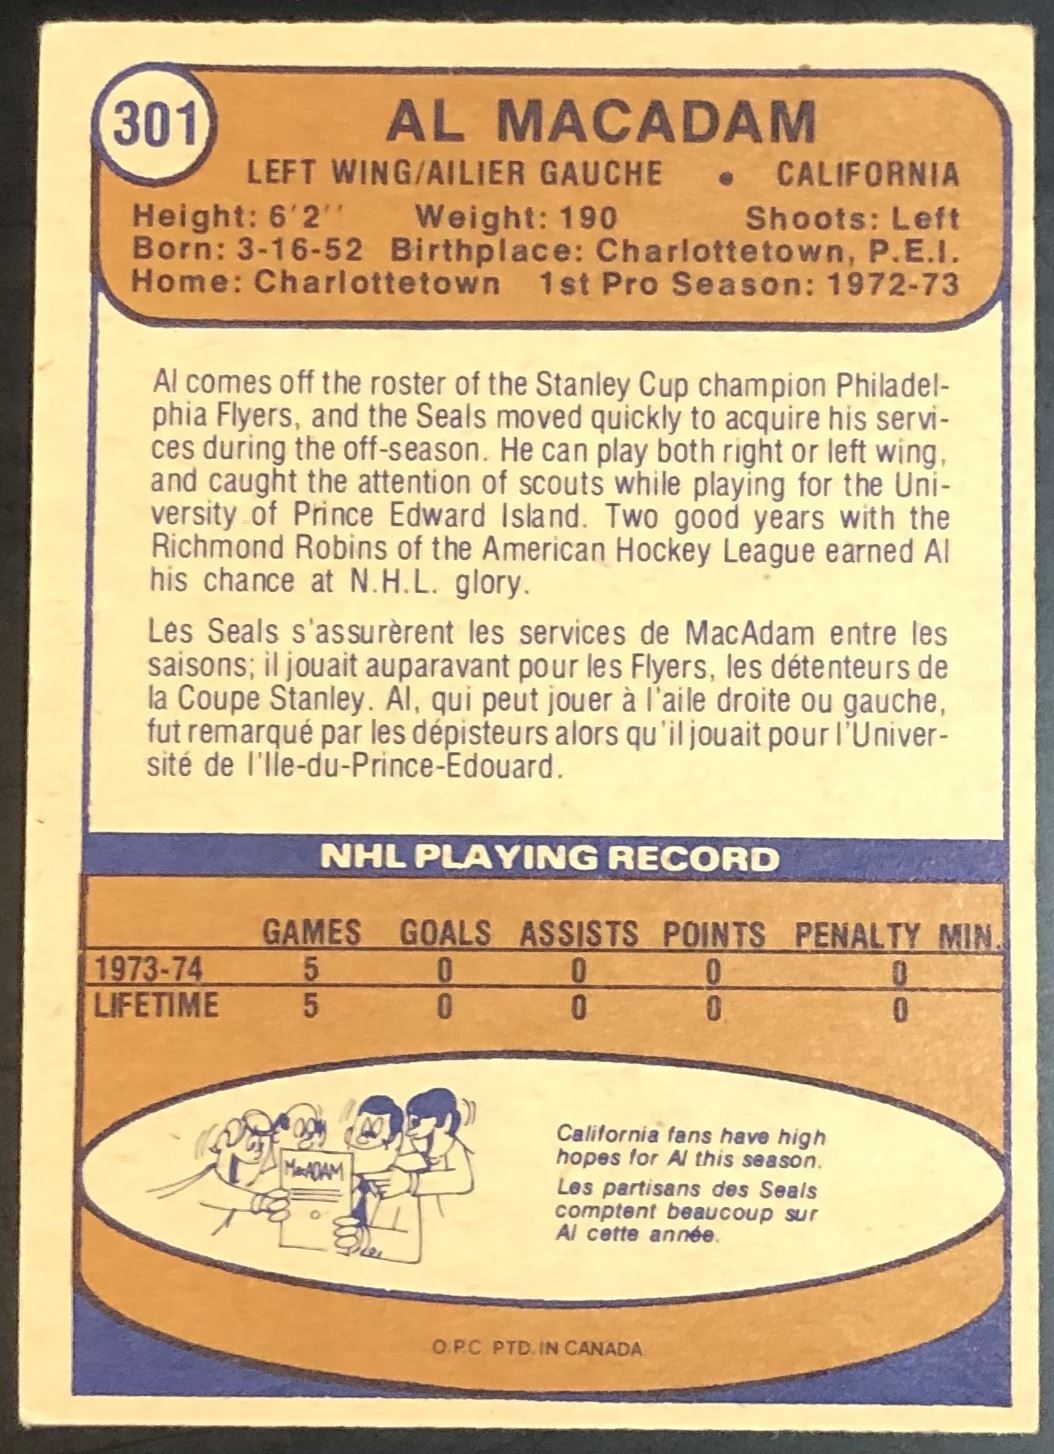 301
AL MACADAM
LEFT WING/AILIER GAUCHE • CALIFORNIA
Height: 6'2'' Weight: 190 Shoots: Left
Born: 3-16-52 Birthplace: Charlottetown, P.E.I.
Home: Charlottetown 1st Pro Season: 1972-73
Al comes off the roster of the Stanley Cup champion Philadel-
phia Flyers, and the Seals moved quickly to acquire his servi-
ces during the off-season. He can play both right or left wing,
and caught the attention of scouts while playing for the Uni-
versity of Prince Edward Island. Two good years with the
Richmond Robins of the American Hockey League earned Al
his chance at N.H.L. glory.
Les Seals s'assurèrent les services de MacAdam entre les
saisons; il jouait auparavant pour les Flyers, les détenteurs de
la Coupe Stanley. Al, qui peut jouer à l'aile droite ou gauche,
fut remarqué par les dépisteurs alors qu'il jouait pour l'Univer-
sité de l'Ile-du-Prince-Edouard.
NHL PLAYING RECORD
GAMES GOALS ASSISTS POINTS PENALTY MIN.
1973-74 5 0 0 0 0
LIFETIME 5 0 0 0 0
MacADAM
California fans have high
hopes for Al this season.
Les partisans des Seals
comptent beaucoup sur
Al cette année.
O.P.C. PTD. IN CANADA